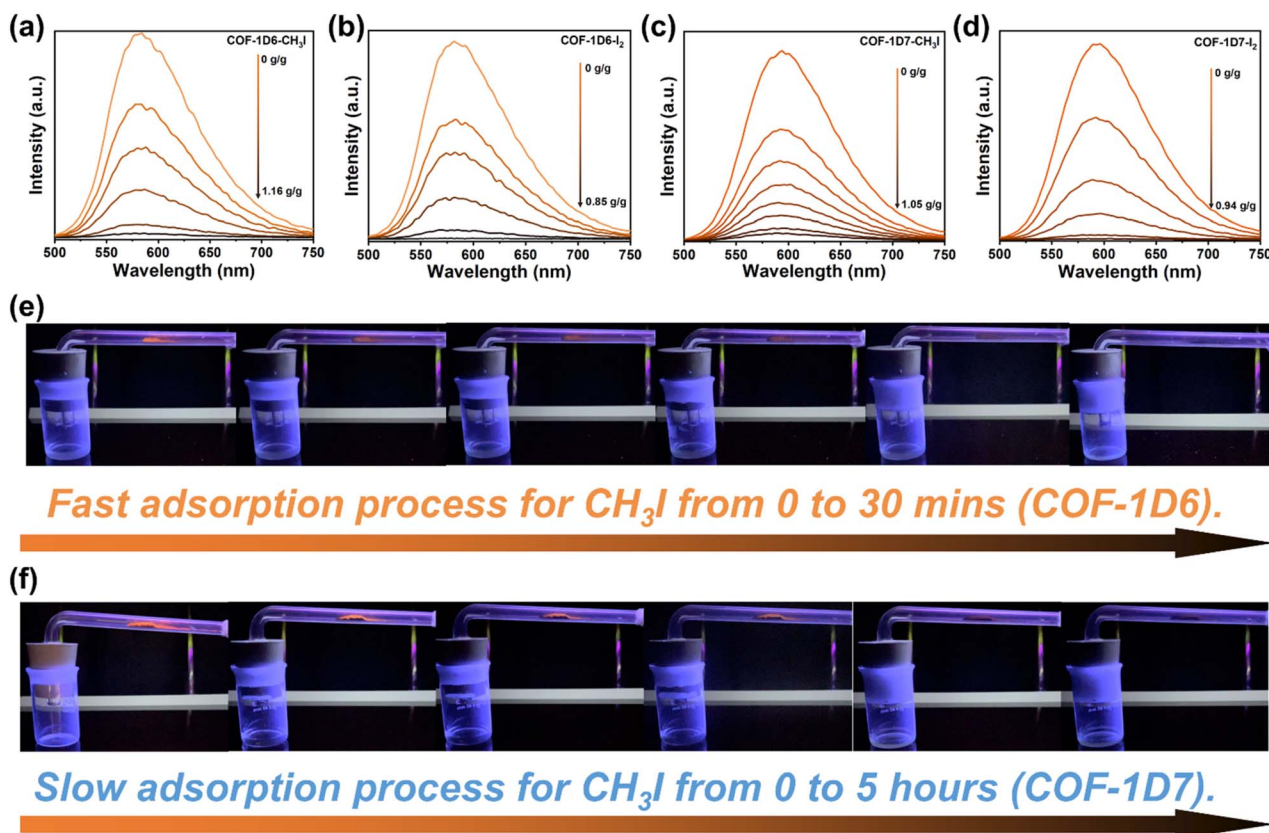 (a)
COF-1D6-CH₃I
0 g/g
1.16 g/g
Intensity (a.u.)
500 550 600 650 700 750
Wavelength (nm)
(b)
COF-1D6-I₂
0 g/g
0.85 g/g
Intensity (a.u.)
500 550 600 650 700 750
Wavelength (nm)
(c)
COF-1D7-CH₃I
0 g/g
1.05 g/g
Intensity (a.u.)
500 550 600 650 700 750
Wavelength (nm)
(d)
COF-1D7-I₂
0 g/g
0.94 g/g
Intensity (a.u.)
500 550 600 650 700 750
Wavelength (nm)
(e)
Fast adsorption process for CH₃I from 0 to 30 mins (COF-1D6).
(f)
Slow adsorption process for CH₃I from 0 to 5 hours (COF-1D7).